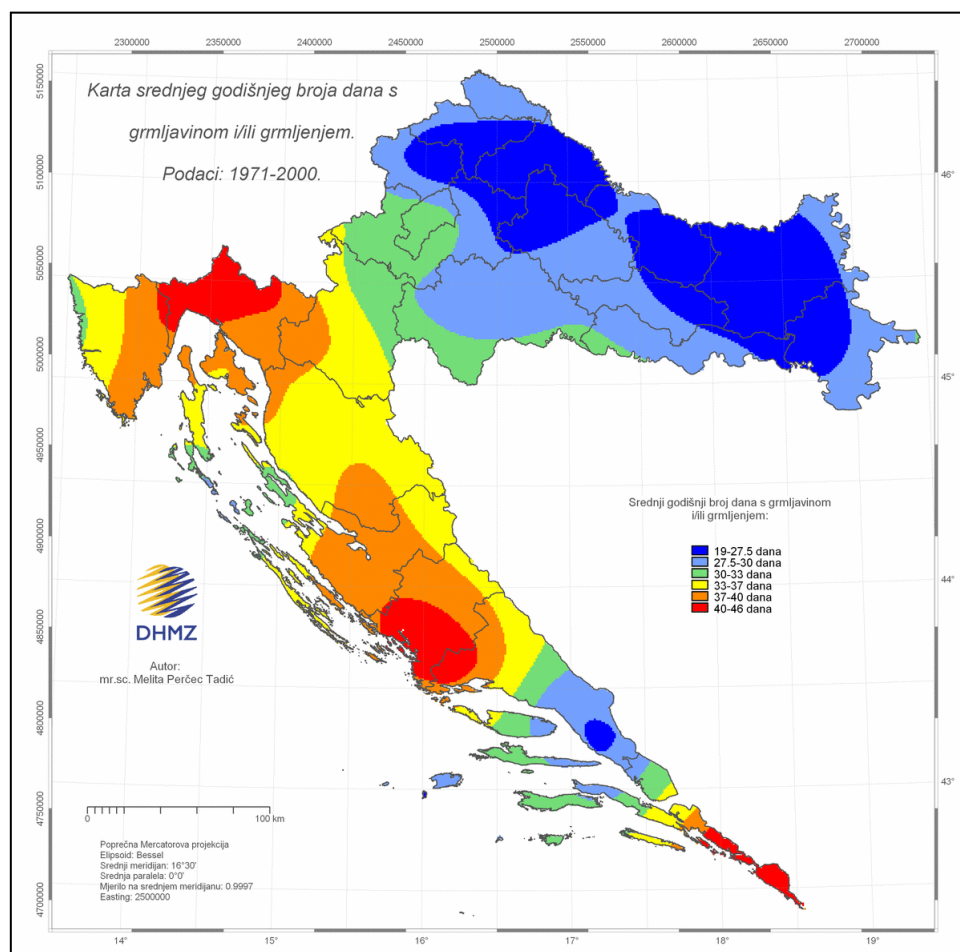 2300000 2350000 2400000 2450000 2500000 2550000 2600000 2650000 2700000
Karta srednjeg godišnjeg broja dana s
grmljavinom i/ili grmljenjem.
Podaci: 1971-2000.
5150000
5100000
5050000
5000000
4950000
4900000
4850000
4800000
4750000
4700000
46°
45°
44°
43°
Srednji godišnji broj dana s grmljavinom
i/ili grmljenjem:
19-27.5 dana
27.5-30 dana
30-33 dana
33-37 dana
37-40 dana
40-46 dana
DHMZ
Autor:
mr.sc. Melita Perčec Tadić
0 100 km
Poprečna Mercatorova projekcija
Elipsoid: Bessel
Srednji meridijan: 16°30'
Srednja paralela: 0°0'
Mjerilo na srednjem meridijanu: 0.9997
Easting: 2500000
14° 15° 16° 17° 18° 19°